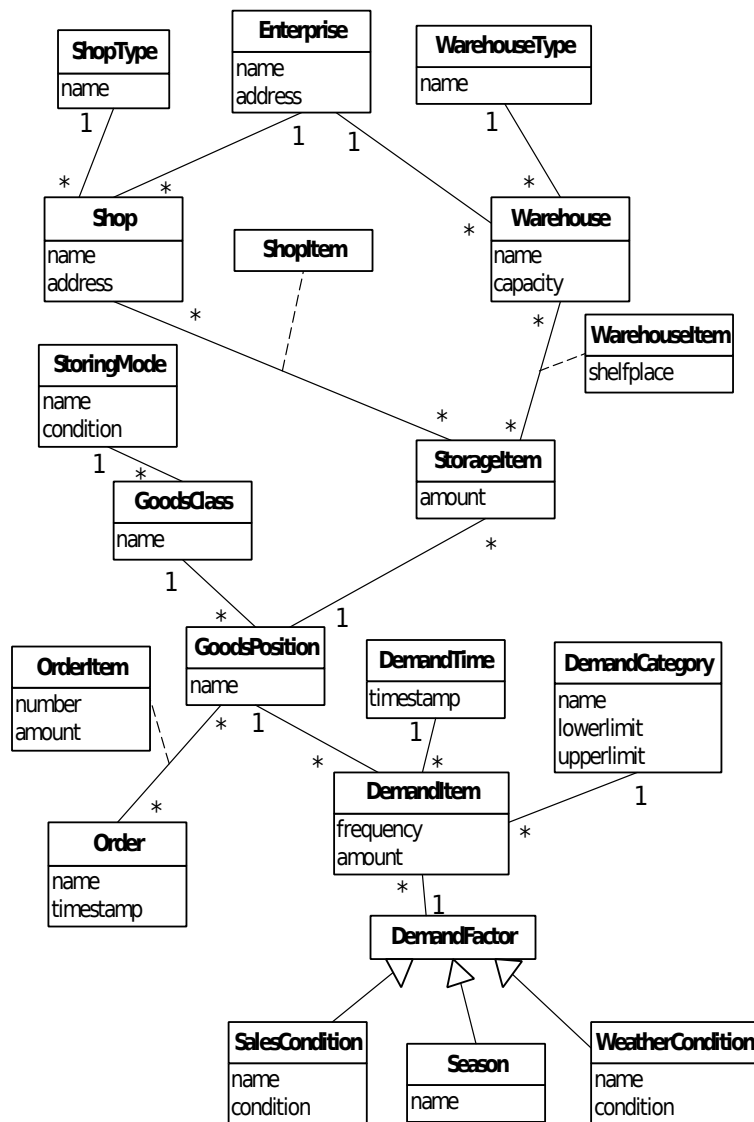 ShopType
name
Enterprise
name
address
WarehouseType
name
1
1
1
1
*
*
*
*
Shop
name
address
ShopItem
Warehouse
name
capacity
*
*
WarehouseItem
shelfplace
StoringMode
name
condition
*
*
StorageItem
amount
1
*
GoodsClass
name
*
1
*
1
GoodsPosition
name
OrderItem
number
amount
DemandTime
timestamp
DemandCategory
name
lowerlimit
upperlimit
*
1
1
*
*
1
*
*
DemandItem
frequency
amount
Order
name
timestamp
*
1
DemandFactor
SalesCondition
name
condition
Season
name
WeatherCondition
name
condition